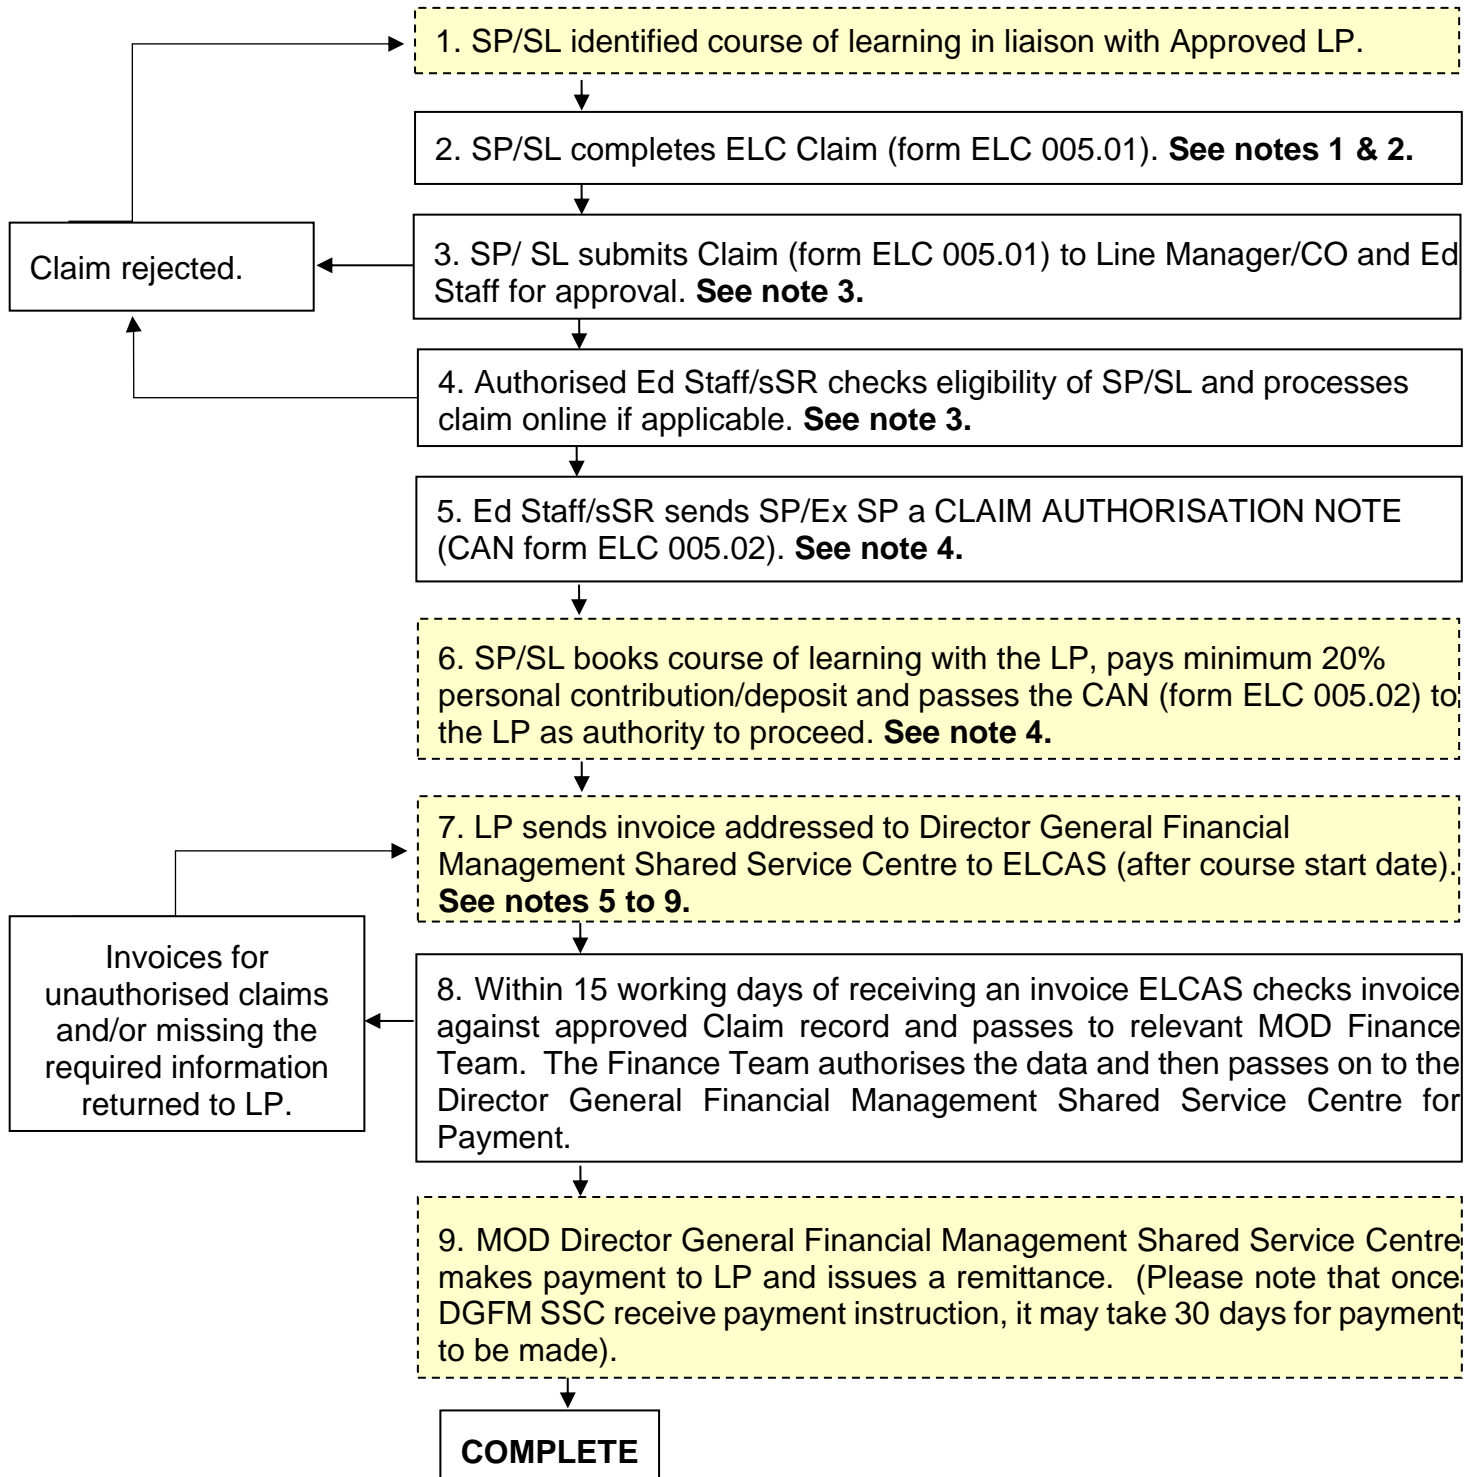 1. SP/SL identified course of learning in liaison with Approved LP.
2. SP/SL completes ELC Claim (form ELC 005.01). See notes 1 & 2.
Claim rejected.
3. SP/ SL submits Claim (form ELC 005.01) to Line Manager/CO and Ed
Staff for approval. See note 3.
4. Authorised Ed Staff/sSR checks eligibility of SP/SL and processes
claim online if applicable. See note 3.
5. Ed Staff/sSR sends SP/Ex SP a CLAIM AUTHORISATION NOTE
(CAN form ELC 005.02). See note 4.
6. SP/SL books course of learning with the LP, pays minimum 20%
personal contribution/deposit and passes the CAN (form ELC 005.02) to
the LP as authority to proceed. See note 4.
7. LP sends invoice addressed to Director General Financial
Management Shared Service Centre to ELCAS (after course start date).
See notes 5 to 9.
Invoices for
unauthorised claims
and/or missing the
required information
returned to LP.
8. Within 15 working days of receiving an invoice ELCAS checks invoice
against approved Claim record and passes to relevant MOD Finance
Team. The Finance Team authorises the data and then passes on to the
Director General Financial Management Shared Service Centre for
Payment.
9. MOD Director General Financial Management Shared Service Centre
makes payment to LP and issues a remittance. (Please note that once
DGFM SSC receive payment instruction, it may take 30 days for payment
to be made).
COMPLETE